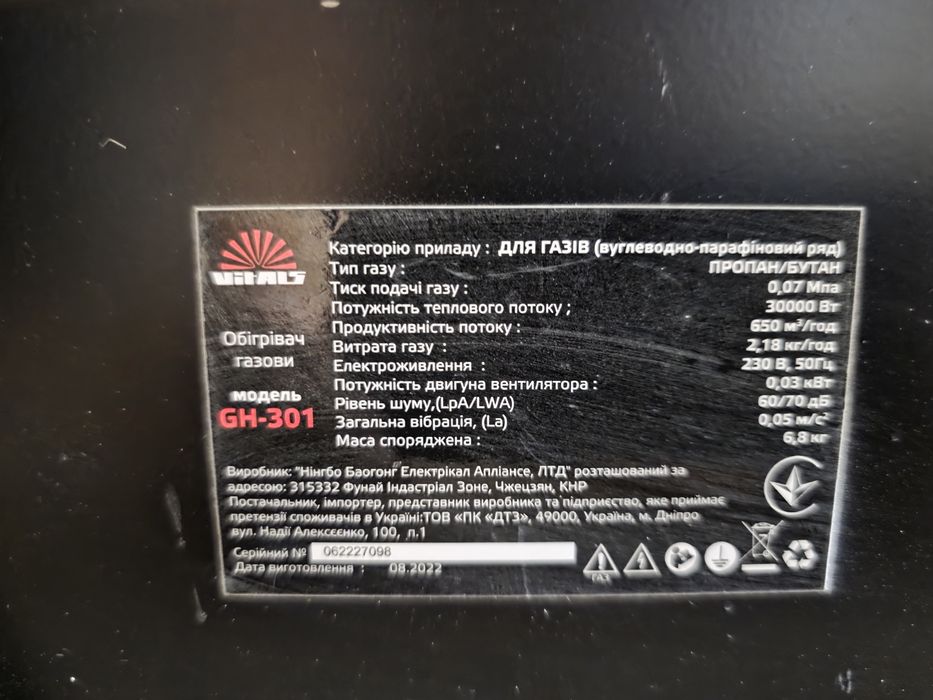 VITALS
Обігрівач
газови
модель
GH-301
Категорію приладу : ДЛЯ ГАЗІВ (вуглеводно-парафіновий ряд)
Тип газу : ПРОПАН/БУТАН
Тиск подачі газу : 0,07 Мпа
Потужність теплового потоку ; 30000 Вт
Продуктивність потоку : 650 м³/год
Витрата газу : 2,18 кг/год
Електроживлення : 230 В, 50Гц
Потужність двигуна вентилятора : 0,03 кВт
Рівень шуму,(LpA/LWA) 60/70 дБ
Загальна вібрація, (La) 0,05 м/с²
Маса споряджена : 6,8 кг
Виробник: "Нінгбо Баогонг Електрікал Апліансе, ЛТД" розташований за
адресою: 315332 Фунай Індастріал Зоне, Чжецзян, КНР
Постачальник, імпортер, представник виробника та підприємство, яке приймає
претензії споживачів в Україні:ТОВ «ПК «ДТЗ», 49000, Україна, м. Дніпро
вул. Надії Алексєєнко, 100, п.1
Серійний № 062227098
Дата виготовлення : 08.2022
ГАЗ